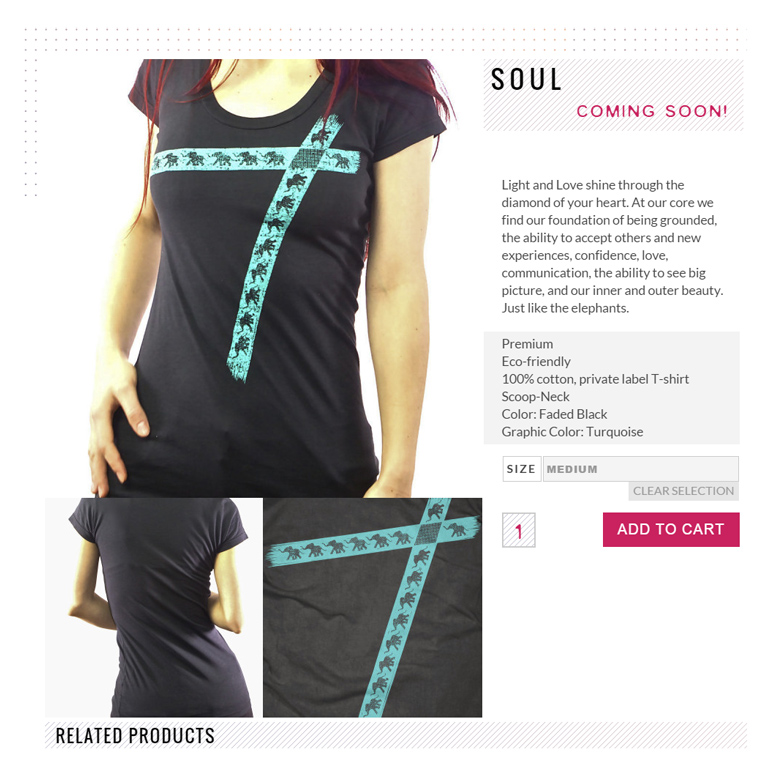 SOUL
COMING SOON!
Light and Love shine through the
diamond of your heart. At our core we
find our foundation of being grounded,
the ability to accept others and new
experiences, confidence, love,
communication, the ability to see big
picture, and our inner and outer beauty.
Just like the elephants.
Premium
Eco-friendly
100% cotton, private label T-shirt
Scoop-Neck
Color: Faded Black
Graphic Color: Turquoise
SIZE MEDIUM
CLEAR SELECTION
1 ADD TO CART
RELATED PRODUCTS